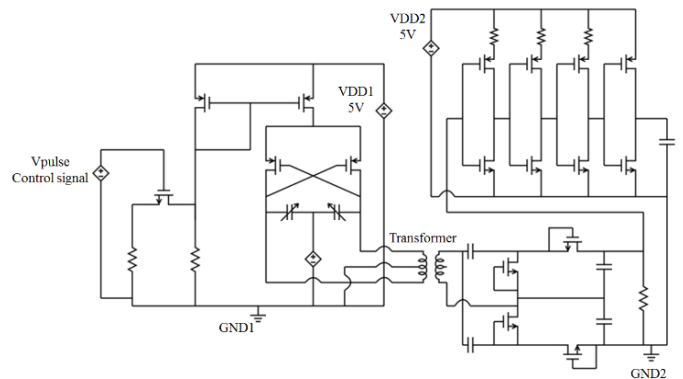 VDD2
5V
VDD1
5V
Vpulse
Control signal
Transformer
GND1
GND2